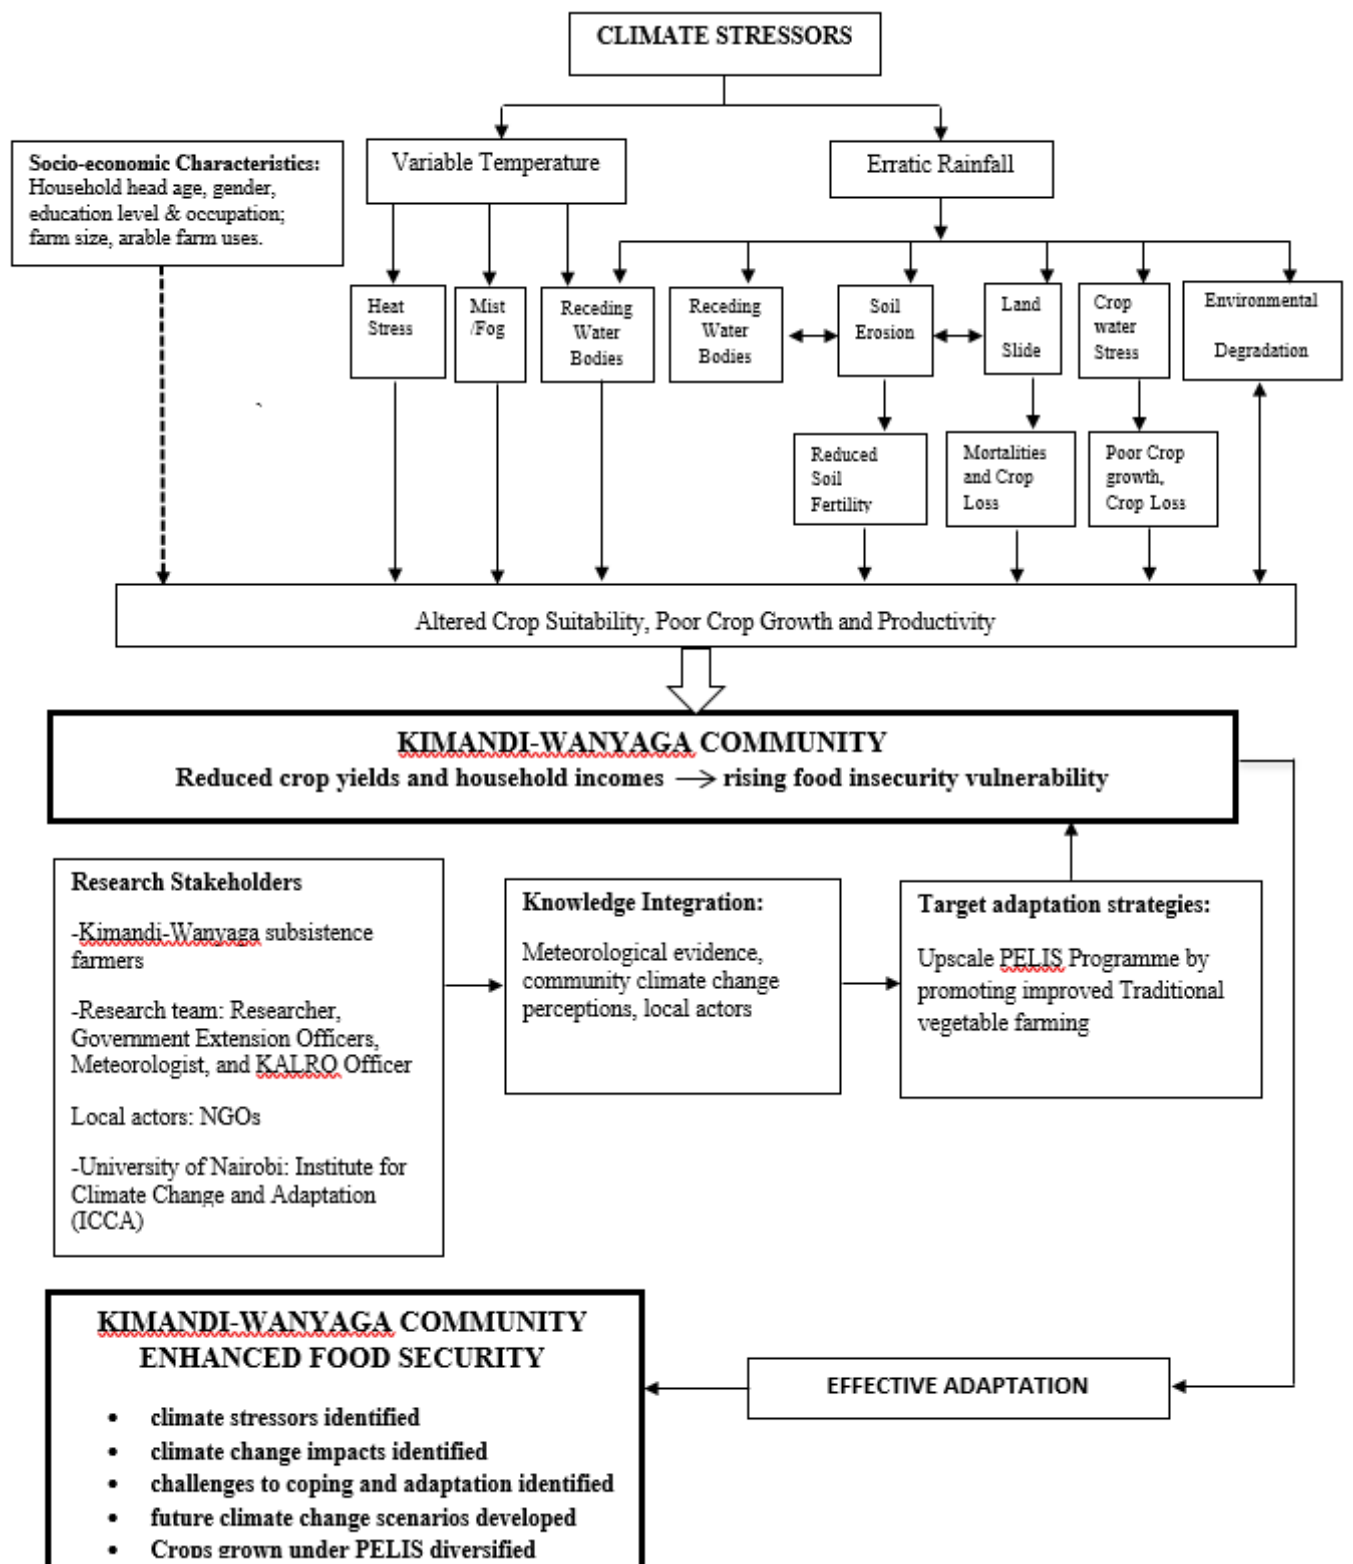 CLIMATE STRESSORS
Socio-economic Characteristics:
Household head age, gender,
education level & occupation;
farm size, arable farm uses.
Variable Temperature
Erratic Rainfall
Heat
Stress
Mist
/Fog
Receding
Water
Bodies
Receding
Water
Bodies
Soil
Erosion
Land
Slide
Crop
water
Stress
Environmental
Degradation
Reduced
Soil
Fertility
Mortalities
and Crop
Loss
Poor Crop
growth,
Crop Loss
Altered Crop Suitability, Poor Crop Growth and Productivity
KIMANDI-WANYAGA COMMUNITY
Reduced crop yields and household incomes → rising food insecurity vulnerability
Research Stakeholders
-Kimandi-Wanyaga subsistence
farmers
-Research team: Researcher,
Government Extension Officers,
Meteorologist, and KALRO Officer
Local actors: NGOs
-University of Nairobi: Institute for
Climate Change and Adaptation
(ICCA)
Knowledge Integration:
Meteorological evidence,
community climate change
perceptions, local actors
Target adaptation strategies:
Upscale PELIS Programme by
promoting improved Traditional
vegetable farming
KIMANDI-WANYAGA COMMUNITY
ENHANCED FOOD SECURITY
• climate stressors identified
• climate change impacts identified
• challenges to coping and adaptation identified
• future climate change scenarios developed
• Crops grown under PELIS diversified
EFFECTIVE ADAPTATION